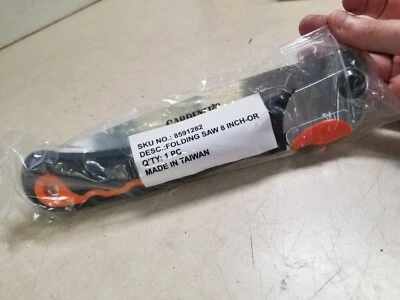 SKU NO.: 8591282
DESC.:FOLDING SAW 8 INCH-OR
Q'TY: 1 PC
MADE IN TAIWAN